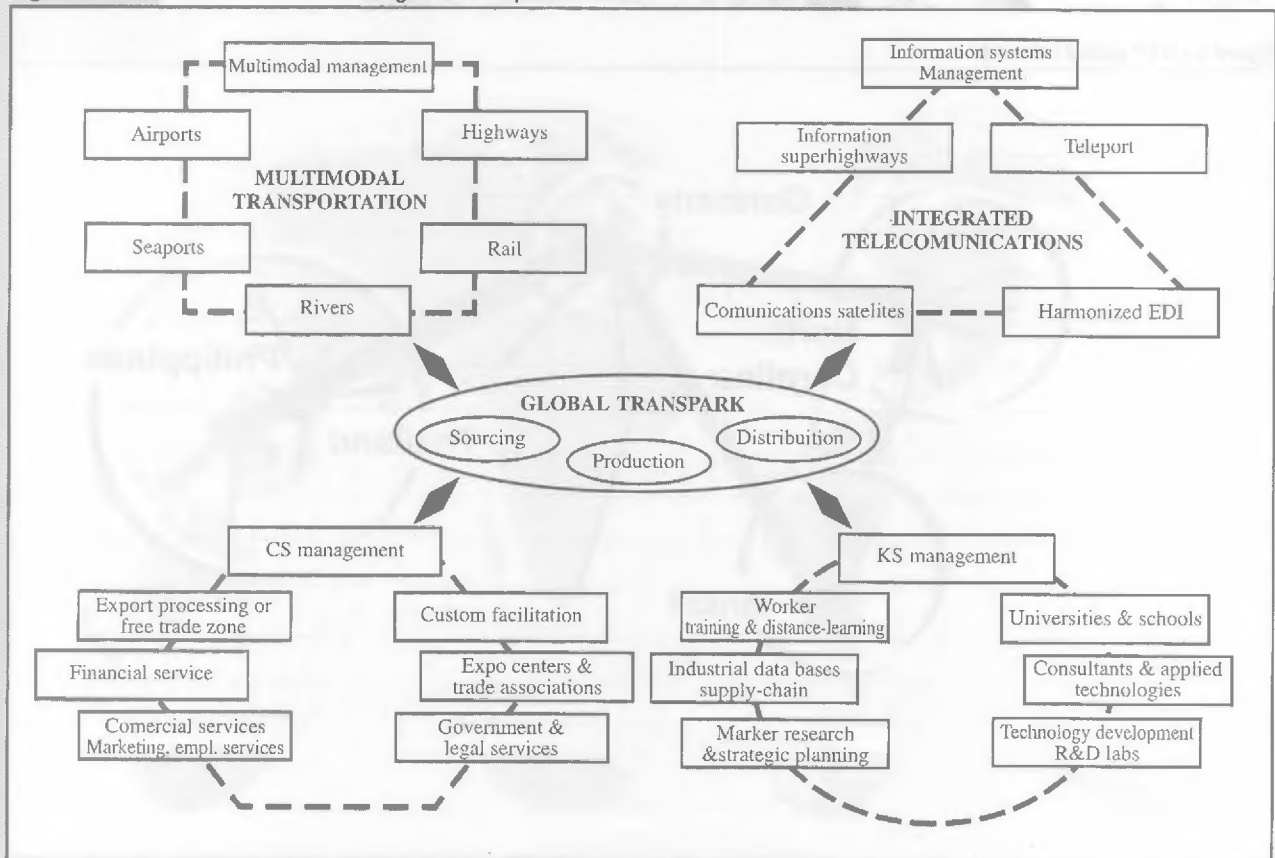 Multimodal management
Airports
Highways
MULTIMODAL
TRANSPORTATION
Seaports
Rail
Rivers
Information systems
Management
Information
superhighways
Teleport
INTEGRATED
TELECOMUNICATIONS
Comunications satelites
Harmonized EDI
GLOBAL TRANSPARK
Sourcing
Production
Distribuition
CS management
Export processing or
free trade zone
Custom facilitation
Financial service
Expo centers &
trade associations
Comercial services
Marketing, empl. services
Government &
legal services
KS management
Worker
training & distance-learning
Universities & schools
Industrial data bases
supply-chain
Consultants & applied
technologies
Marker research
&strategic planning
Technology development
R&D labs